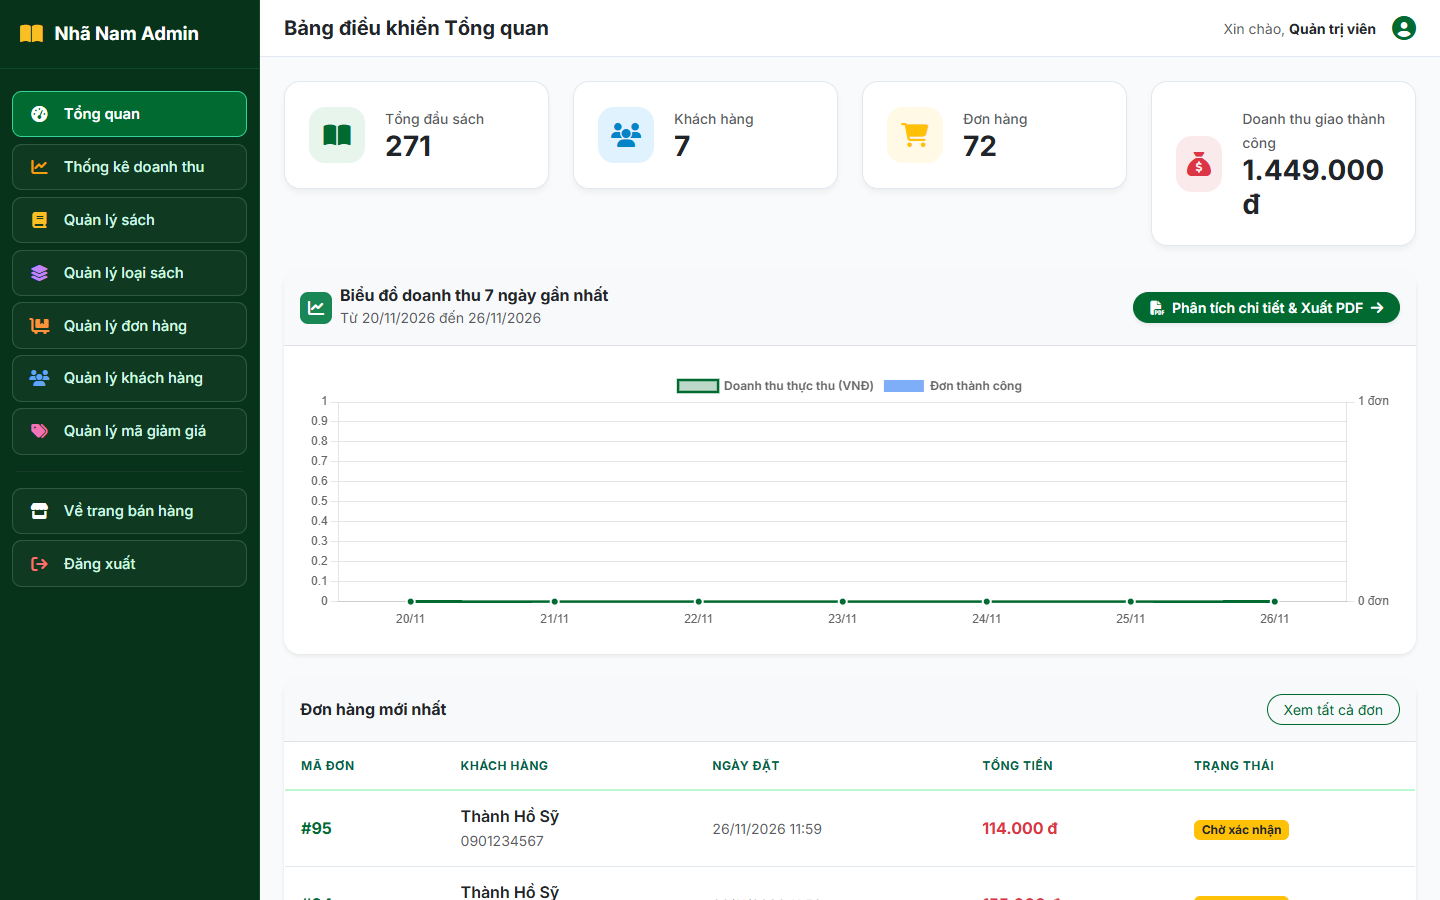 Nhã Nam Admin
Tổng quan
Thống kê doanh thu
Quản lý sách
Quản lý loại sách
Quản lý đơn hàng
Quản lý khách hàng
Quản lý mã giảm giá
Về trang bán hàng
Đăng xuất
Bảng điều khiển Tổng quan
Xin chào, Quản trị viên
Tổng đầu sách
271
Khách hàng
7
Đơn hàng
72
Doanh thu giao thành
công
1.449.000
đ
Biểu đồ doanh thu 7 ngày gần nhất
Từ 20/11/2026 đến 26/11/2026
Phân tích chi tiết & Xuất PDF
Doanh thu thực thu (VNĐ) Đơn thành công
1
0.9
0.8
0.7
0.6
0.5
0.4
0.3
0.2
0.1
0
1 đơn
0 đơn
20/11 21/11 22/11 23/11 24/11 25/11 26/11
Đơn hàng mới nhất
Xem tất cả đơn
MÃ ĐƠN KHÁCH HÀNG NGÀY ĐẶT TỔNG TIỀN TRẠNG THÁI
#95 Thành Hồ Sỹ 26/11/2026 11:59 114.000 đ Chờ xác nhận
0901234567
Thành Hồ Sỹ